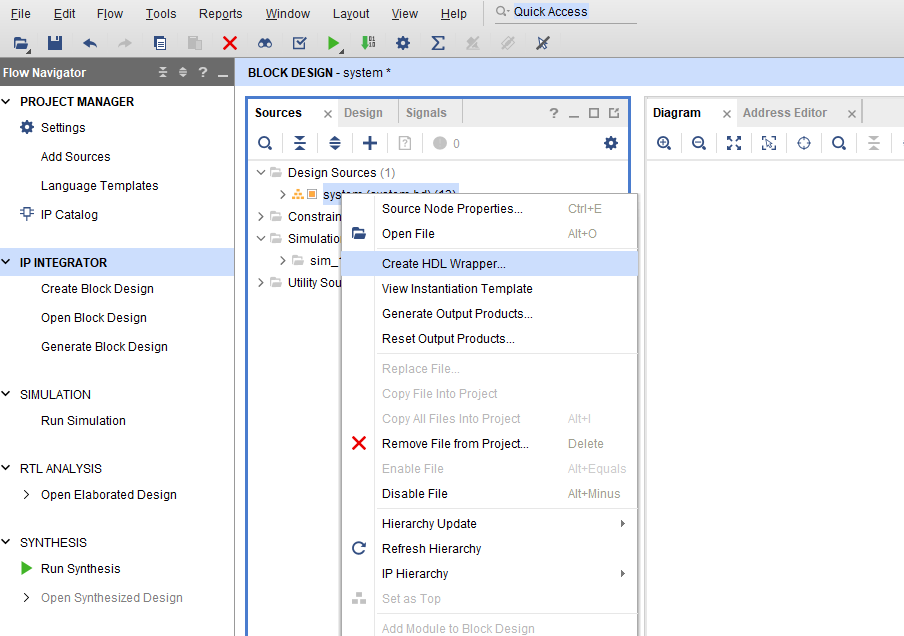 File Edit Flow Tools Reports Window Layout View Help Quick Access
Flow Navigator
PROJECT MANAGER
Settings
Add Sources
Language Templates
IP Catalog
IP INTEGRATOR
Create Block Design
Open Block Design
Generate Block Design
SIMULATION
Run Simulation
RTL ANALYSIS
Open Elaborated Design
SYNTHESIS
Run Synthesis
Open Synthesized Design
BLOCK DESIGN - system *
Sources Design Signals
0
Design Sources (1)
Constrain
Simulatio
sim_
Utility Sou
Source Node Properties... Ctrl+E
Open File Alt+O
Create HDL Wrapper...
View Instantiation Template
Generate Output Products...
Reset Output Products...
Replace File...
Copy File Into Project
Copy All Files Into Project Alt+I
Remove File from Project... Delete
Enable File Alt+Equals
Disable File Alt+Minus
Hierarchy Update
Refresh Hierarchy
IP Hierarchy
Set as Top
Add Module to Block Design
Diagram Address Editor